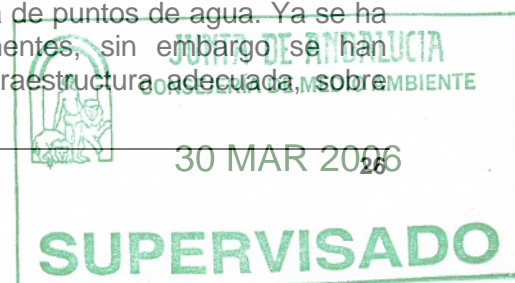 a de puntos de agua. Ya se ha
nentes, sin embargo se han
JUNTA DE ANDALUCIA
raestructura adecuada, sobre
CONSEJERIA DE MEDIO AMBIENTE
30 MAR 2006
26
SUPERVISADO